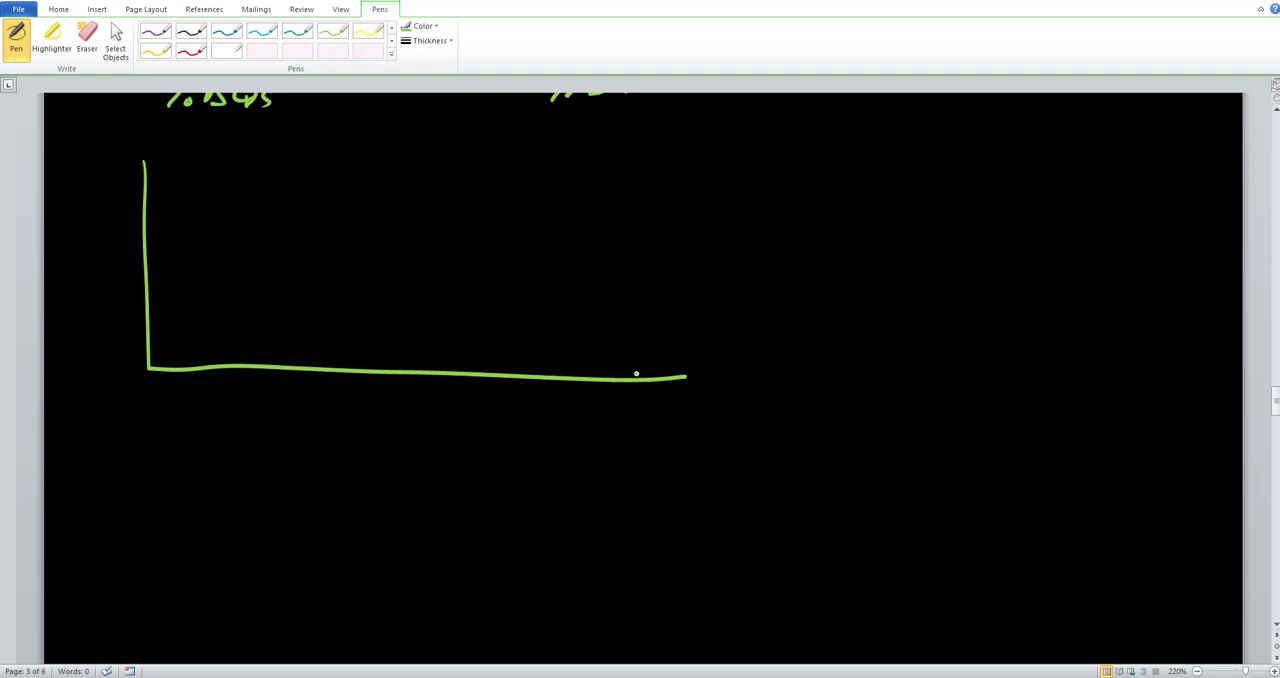 File Home Insert Page Layout References Mailings Review View Pens
Pen Highlighter Eraser Select Objects
Color
Thickness
Write Pens
Page: 3 of 6 Words: 0 220%